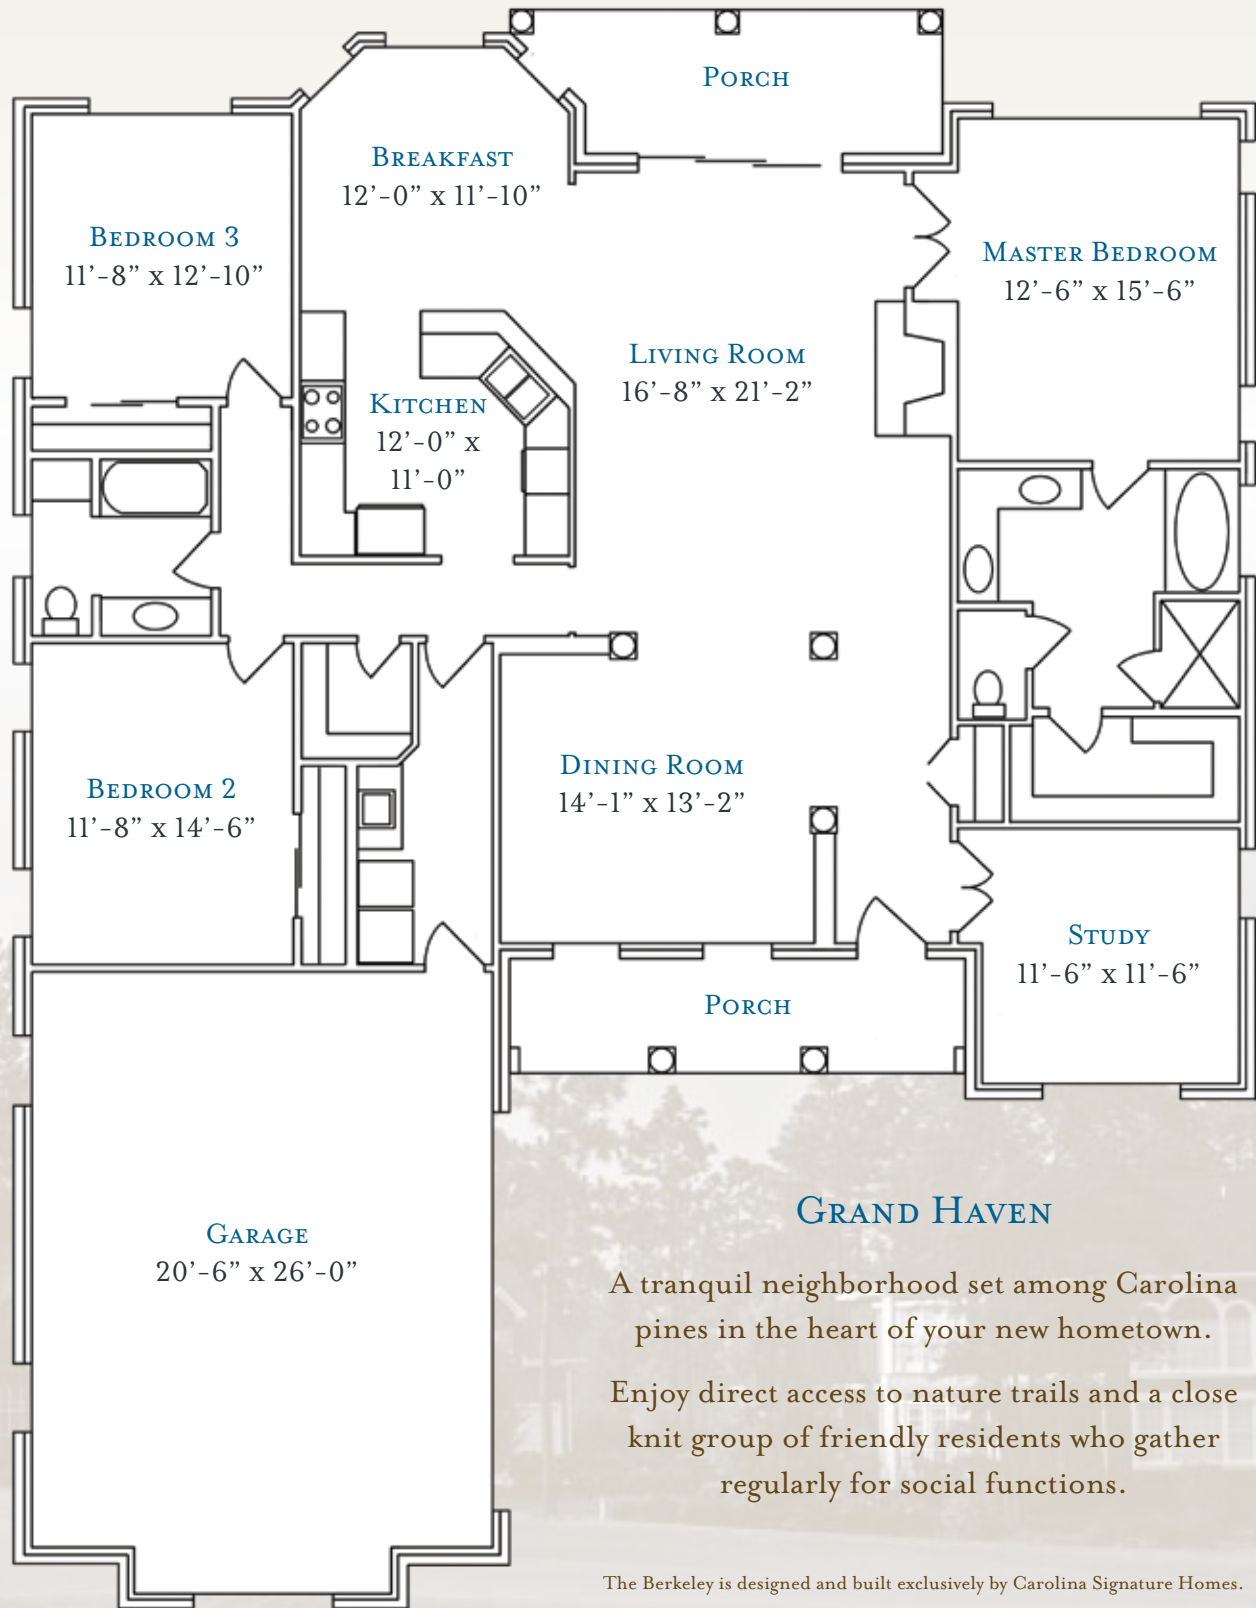 Porch
Breakfast
12’-0” x 11’-10”
Bedroom 3
11’-8” x 12’-10”
Master Bedroom
12’-6” x 15’-6”
Living Room
16’-8” x 21’-2”
Kitchen
12’-0” x
11’-0”
Dining Room
14’-1” x 13’-2”
Bedroom 2
11’-8” x 14’-6”
Study
11’-6” x 11’-6”
Porch
Garage
20’-6” x 26’-0”
Grand Haven
A tranquil neighborhood set among Carolina
pines in the heart of your new hometown.
Enjoy direct access to nature trails and a close
knit group of friendly residents who gather
regularly for social functions.
The Berkeley is designed and built exclusively by Carolina Signature Homes.